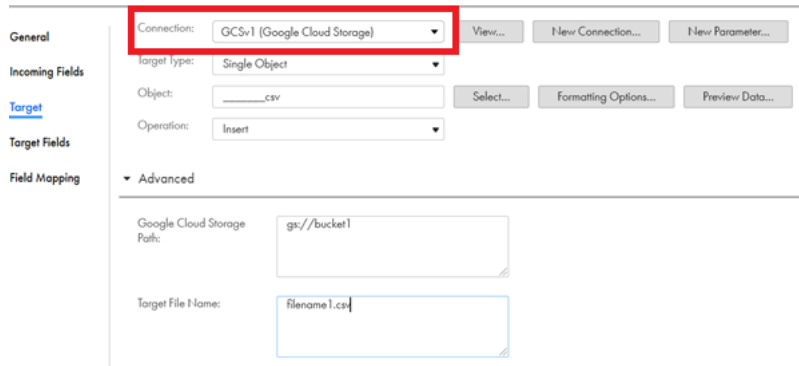 General
Incoming Fields
Target
Target Fields
Field Mapping
Connection: GCSv1 (Google Cloud Storage) View... New Connection... New Parameter...
Target Type: Single Object
Object: ______csv Select... Formatting Options... Preview Data...
Operation: Insert
Advanced
Google Cloud Storage gs://bucket1
Path:
Target File Name: filename1.csv